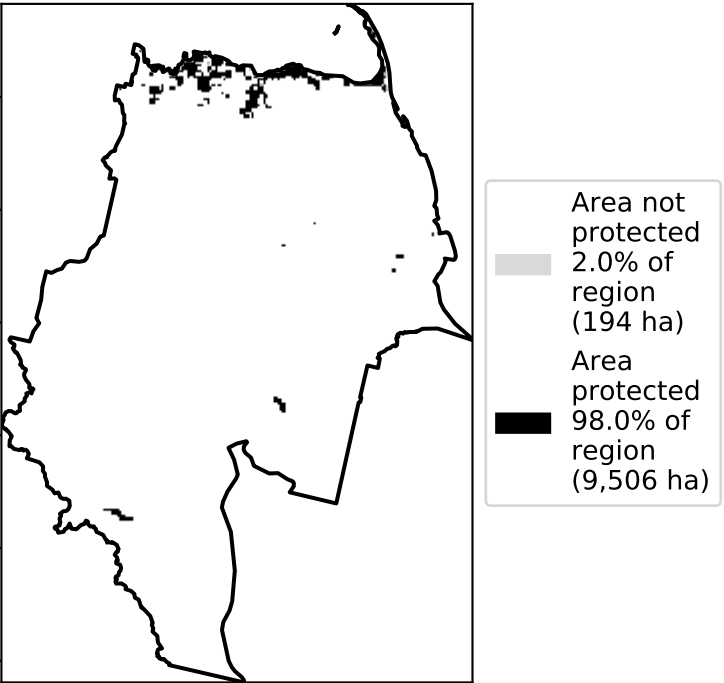 Area not
protected
2.0% of
region
(194 ha)
Area
protected
98.0% of
region
(9,506 ha)